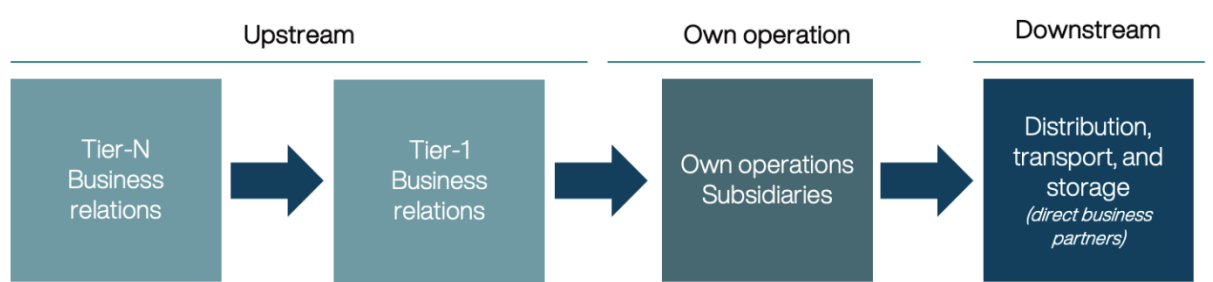 Upstream
Own operation
Downstream
Tier-N
Business
relations
Tier-1
Business
relations
Own operations
Subsidiaries
Distribution,
transport, and
storage
(direct business
partners)